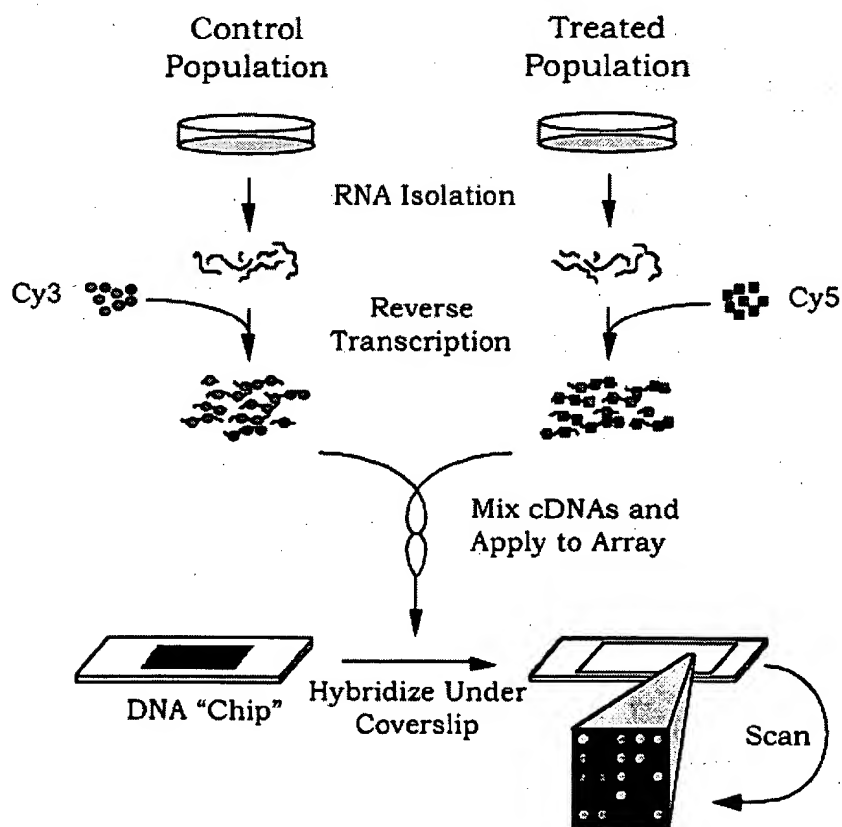 Control
Population
Treated
Population
RNA Isolation
Cy3
Reverse
Transcription
Cy5
Mix cDNAs and
Apply to Array
DNA “Chip”
Hybridize Under
Coverslip
Scan